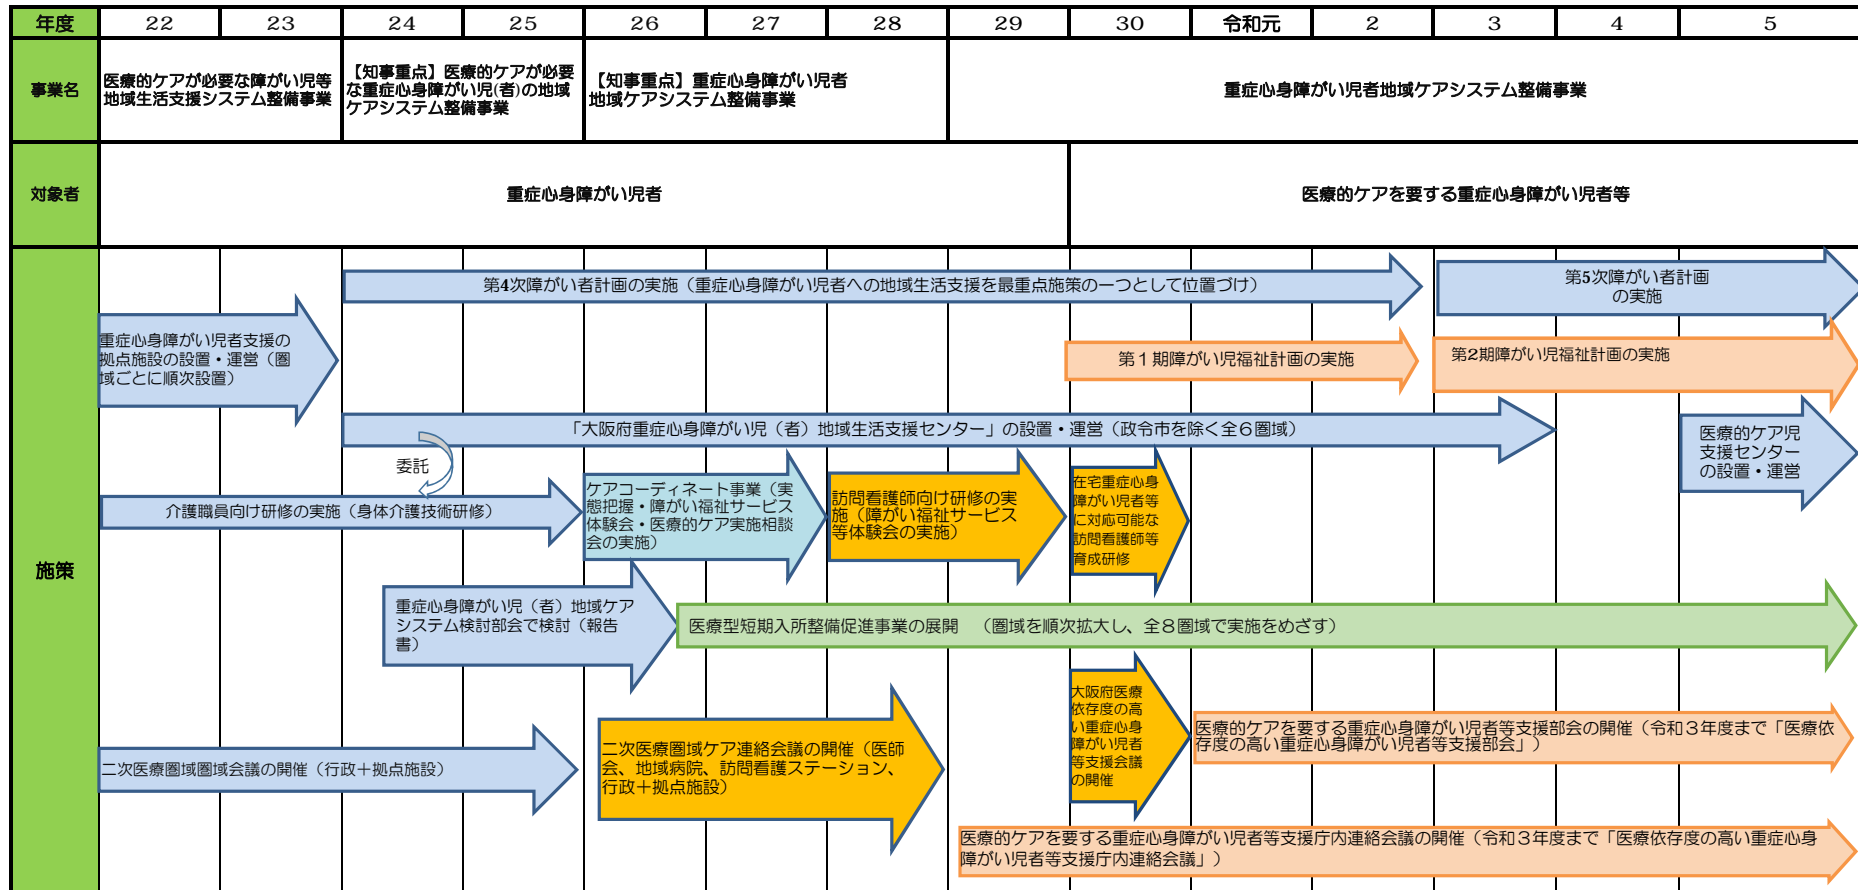 年度 22 23 24 25 26 27 28 29 30 令和元 2 3 4 5
事業名
医療的ケアが必要な障がい児等
地域生活支援システム整備事業
【知事重点】医療的ケアが必要
な重症心身障がい児(者)の地域
ケアシステム整備事業
【知事重点】重症心身障がい児者
地域ケアシステム整備事業
重症心身障がい児者地域ケアシステム整備事業
対象者
重症心身障がい児者
医療的ケアを要する重症心身障がい児者等
施策
第4次障がい者計画の実施（重症心身障がい児者への地域生活支援を最重点施策の一つとして位置づけ）
第5次障がい者計画
の実施
重症心身障がい児者支援の
拠点施設の設置・運営（圏
域ごとに順次設置）
第１期障がい児福祉計画の実施
第2期障がい児福祉計画の実施
「大阪府重症心身障がい児（者）地域生活支援センター」の設置・運営（政令市を除く全６圏域）
医療的ケア児
支援センター
の設置・運営
委託
介護職員向け研修の実施（身体介護技術研修）
ケアコーディネート事業（実
態把握・障がい福祉サービス
体験会・医療的ケア実施相談
会の実施）
訪問看護師向け研修の実
施（障がい福祉サービス
等体験会の実施）
在宅重症心身
障がい児者等
に対応可能な
訪問看護師等
育成研修
重症心身障がい児（者）地域ケア
システム検討部会で検討（報告
書）
医療型短期入所整備促進事業の展開　（圏域を順次拡大し、全８圏域で実施をめざす）
二次医療圏域圏域会議の開催（行政＋拠点施設）
二次医療圏域ケア連絡会議の開催（医師
会、地域病院、訪問看護ステーション、
行政＋拠点施設）
大阪府医療
依存度の高
い重症心身
障がい児者
等支援会議
の開催
医療的ケアを要する重症心身障がい児者等支援部会の開催（令和３年度まで「医療依
存度の高い重症心身障がい児者等支援部会」）
医療的ケアを要する重症心身障がい児者等支援庁内連絡会議の開催（令和３年度まで「医療依存度の高い重症心身
障がい児者等支援庁内連絡会議」）